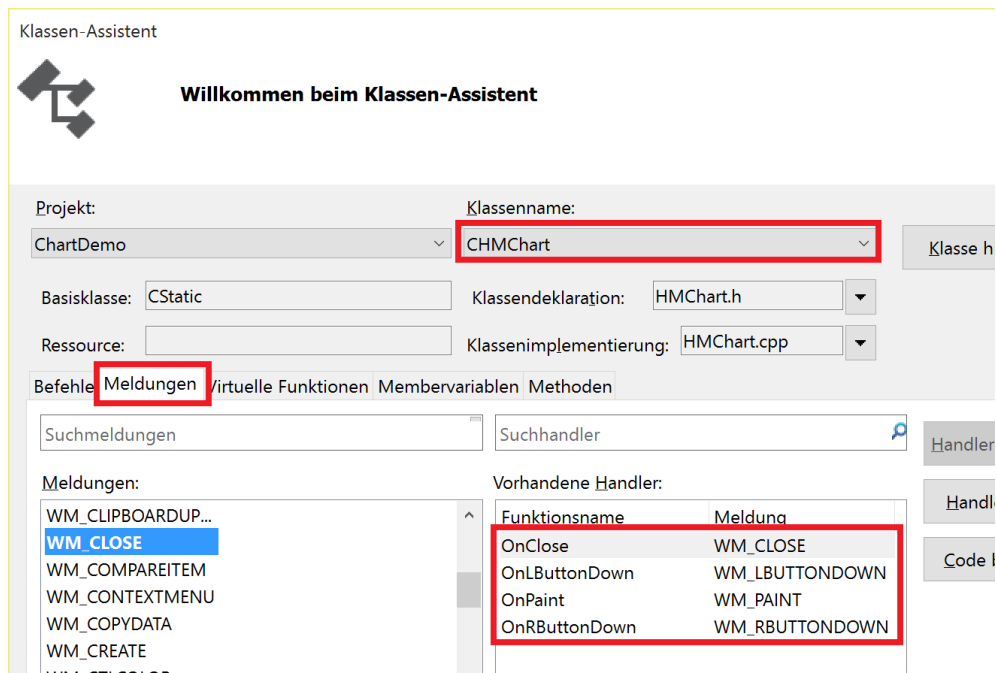 Klassen-Assistent
Willkommen beim Klassen-Assistent
Projekt: Klassenname:
ChartDemo CHMChart Klasse h
Basisklasse: CStatic Klassendeklaration: HMChart.h
Ressource: Klassenimplementierung: HMChart.cpp
Befehle Meldungen Virtuelle Funktionen Membervariablen Methoden
Suchmeldungen Suchhandler Handler
Meldungen: Vorhandene Handler:
WM_CLIPBOARDUP... Funktionsname Meldung Handle
WM_CLOSE OnClose WM_CLOSE Code b
WM_COMPAREITEM OnLButtonDown WM_LBUTTONDOWN
WM_CONTEXTMENU OnPaint WM_PAINT
WM_COPYDATA OnRButtonDown WM_RBUTTONDOWN
WM_CREATE